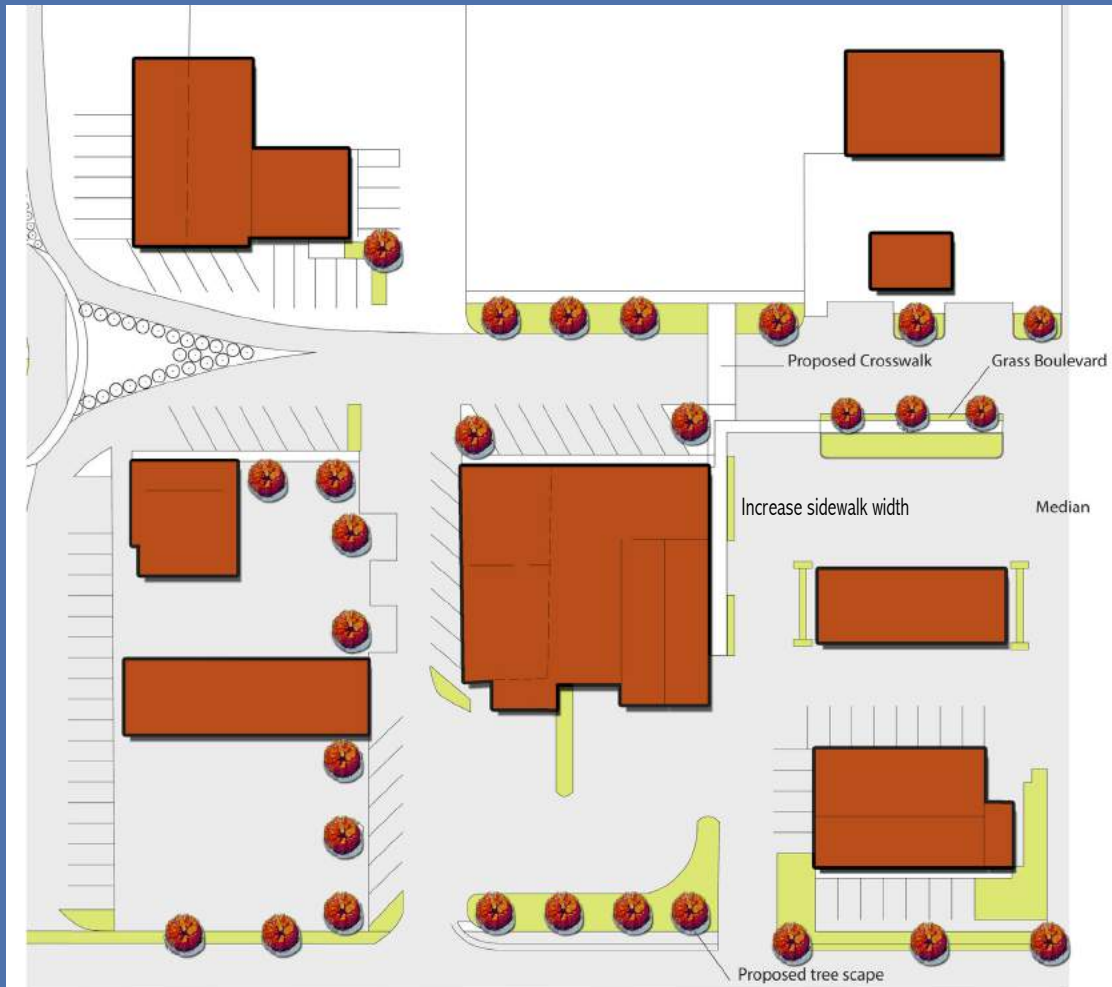 Proposed Crosswalk
Grass Boulevard
Increase sidewalk width
Median
Proposed tree scape